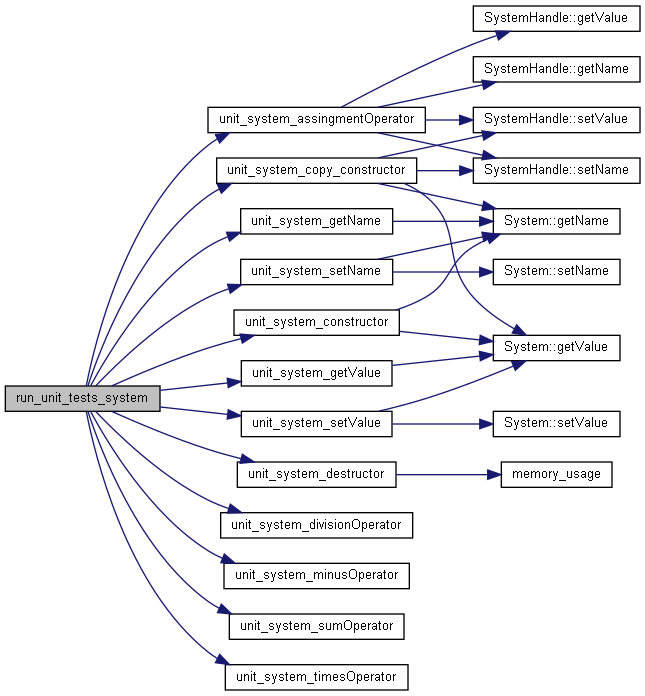 SystemHandle::getValue
SystemHandle::getName
unit_system_assingmentOperator
SystemHandle::setValue
unit_system_copy_constructor
SystemHandle::setName
unit_system_getName
System::getName
unit_system_setName
System::setName
unit_system_constructor
System::getValue
unit_system_getValue
run_unit_tests_system
unit_system_setValue
System::setValue
unit_system_destructor
memory_usage
unit_system_divisionOperator
unit_system_minusOperator
unit_system_sumOperator
unit_system_timesOperator